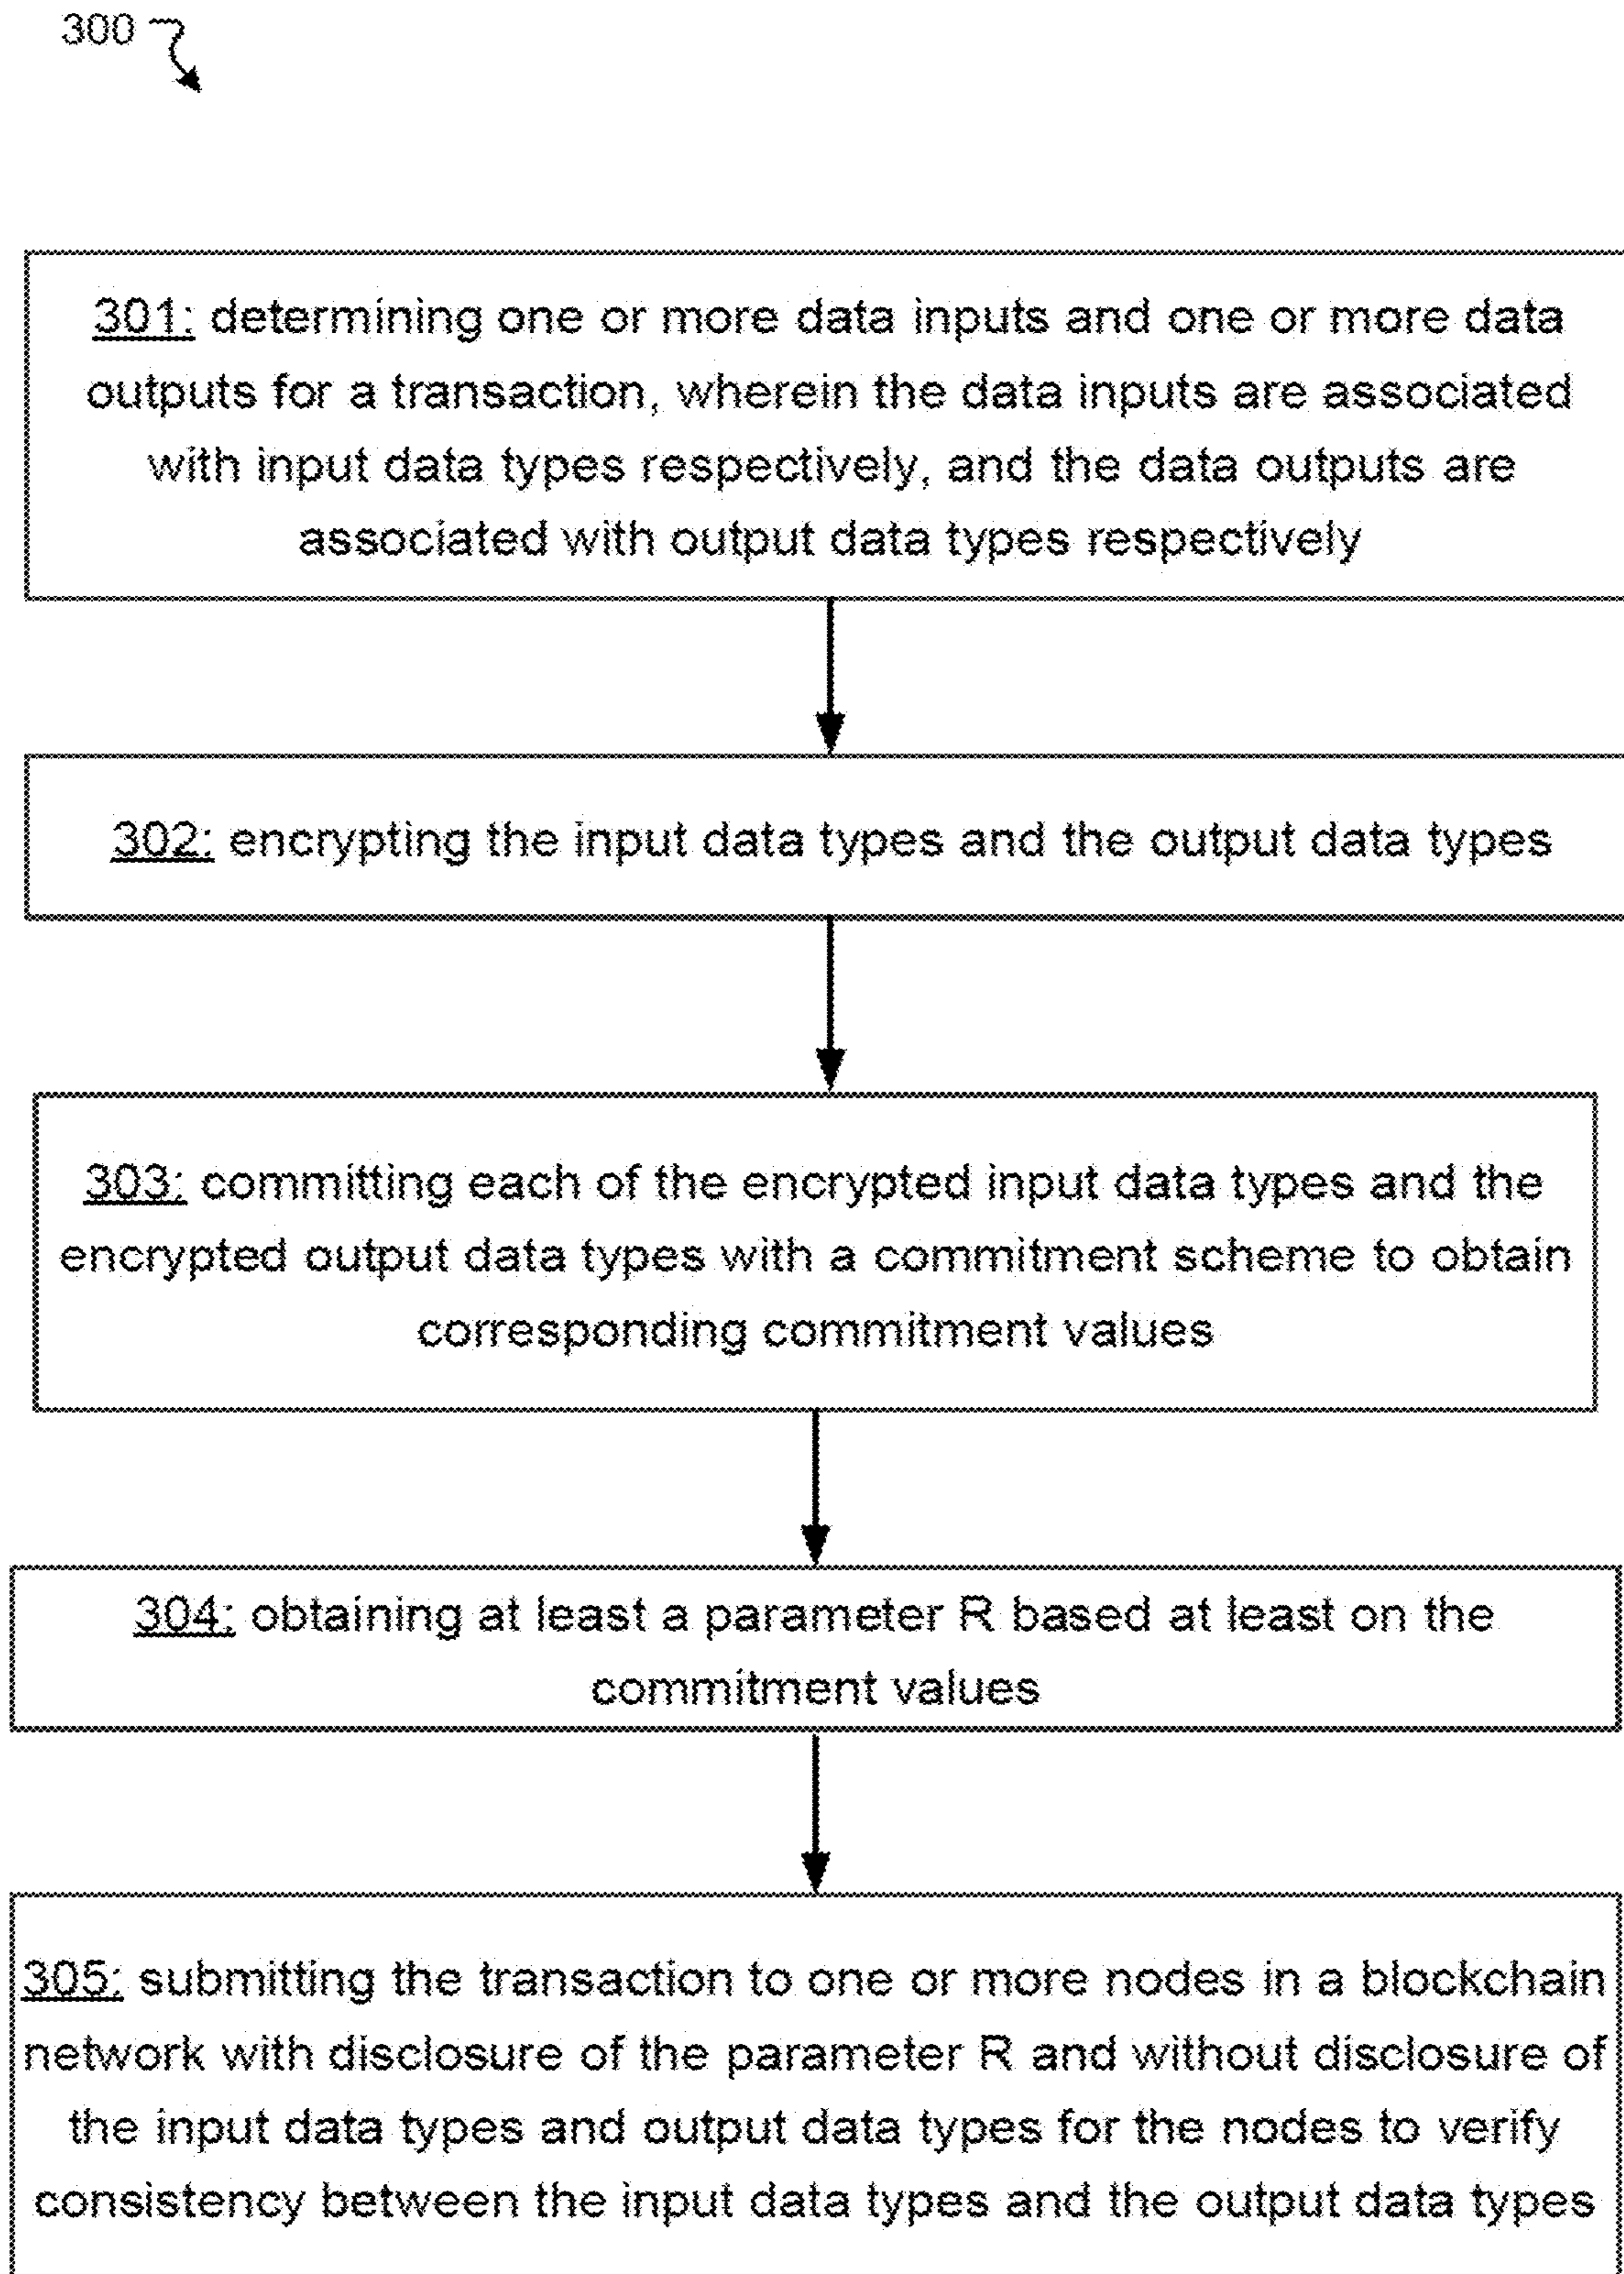 300
301: determining one or more data inputs and one or more data
outputs for a transaction, wherein the data inputs are associated
with input data types respectively, and the data outputs are
associated with output data types respectively
302: encrypting the input data types and the output data types
303: committing each of the encrypted input data types and the
encrypted output data types with a commitment scheme to obtain
corresponding commitment values
304: obtaining at least a parameter R based at least on the
commitment values
305: submitting the transaction to one or more nodes in a blockchain
network with disclosure of the parameter R and without disclosure of
the input data types and output data types for the nodes to verify
consistency between the input data types and the output data types